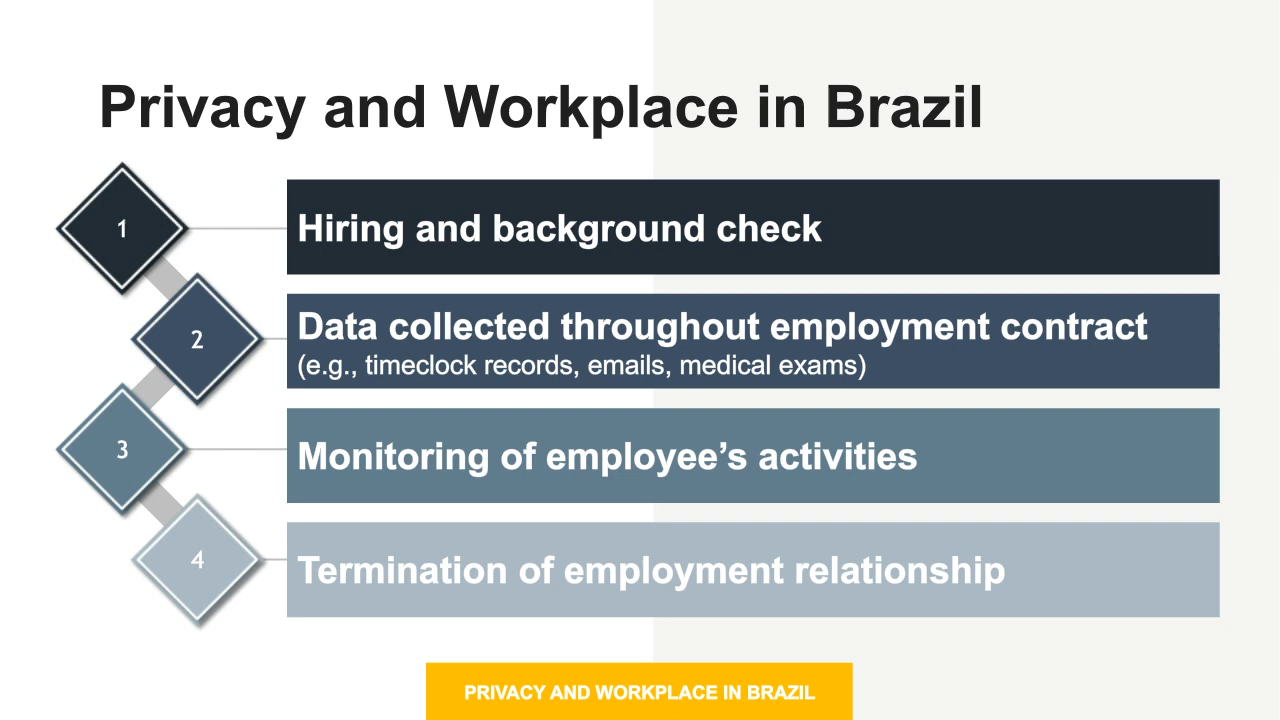 Privacy and Workplace in Brazil
1
Hiring and background check
2
Data collected throughout employment contract
(e.g., timeclock records, emails, medical exams)
3
Monitoring of employee’s activities
4
Termination of employment relationship
PRIVACY AND WORKPLACE IN BRAZIL